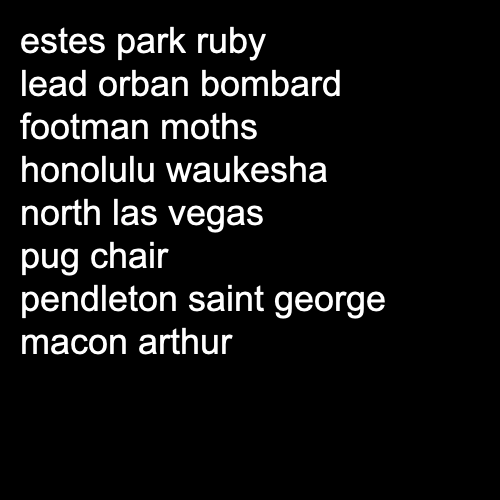 estes park ruby
lead orban bombard
footman moths
honolulu waukesha
north las vegas
pug chair
pendleton saint george
macon arthur